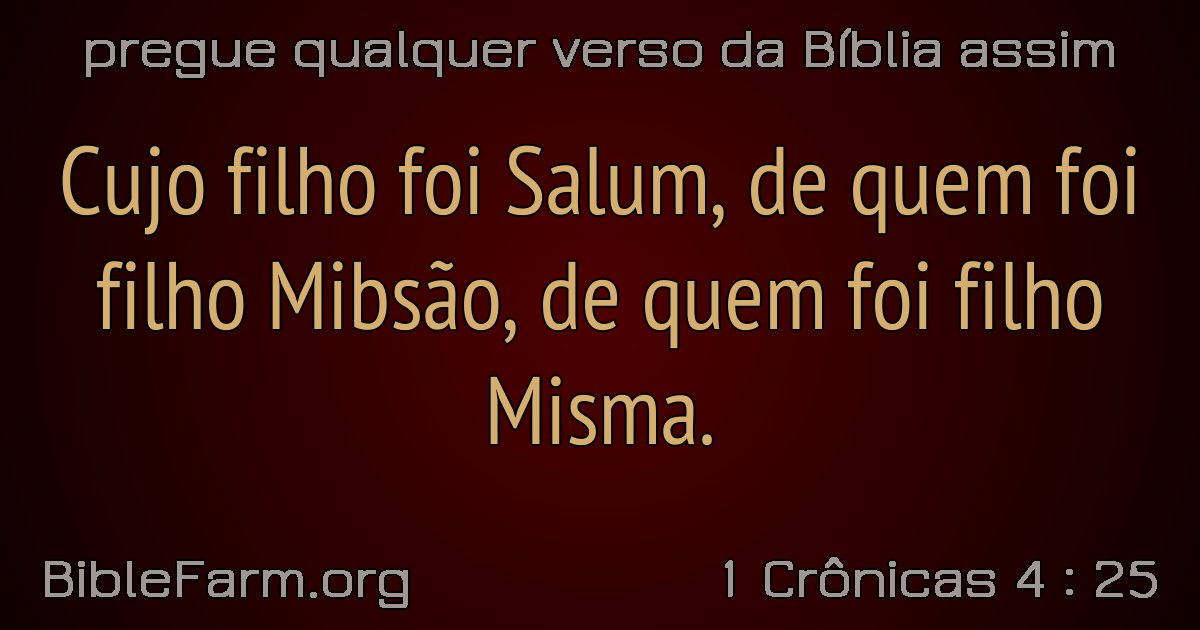 pregue qualquer verso da Bíblia assim
Cujo filho foi Salum, de quem foi
filho Mibsão, de quem foi filho
Misma.
BibleFarm.org
1 Crônicas 4 : 25